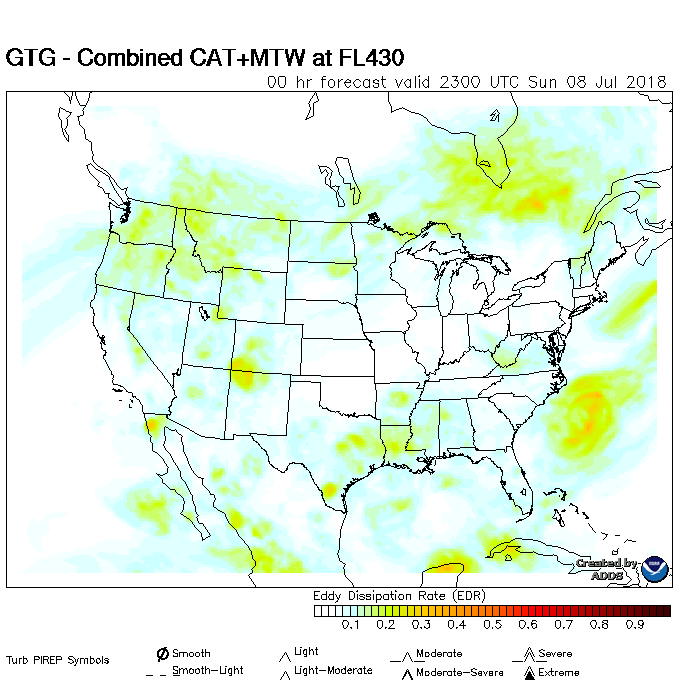 GTG - Combined CAT+MTW at FL430
00 hr forecast valid 2300 UTC Sun 08 Jul 2018
Created by
ADDS
Eddy Dissipation Rate (EDR)
0.1 0.2 0.3 0.4 0.5 0.6 0.7 0.8 0.9
Turb PIREP Symbols
Smooth Light Moderate Severe
Smooth-Light Light-Moderate Moderate-Severe Extreme